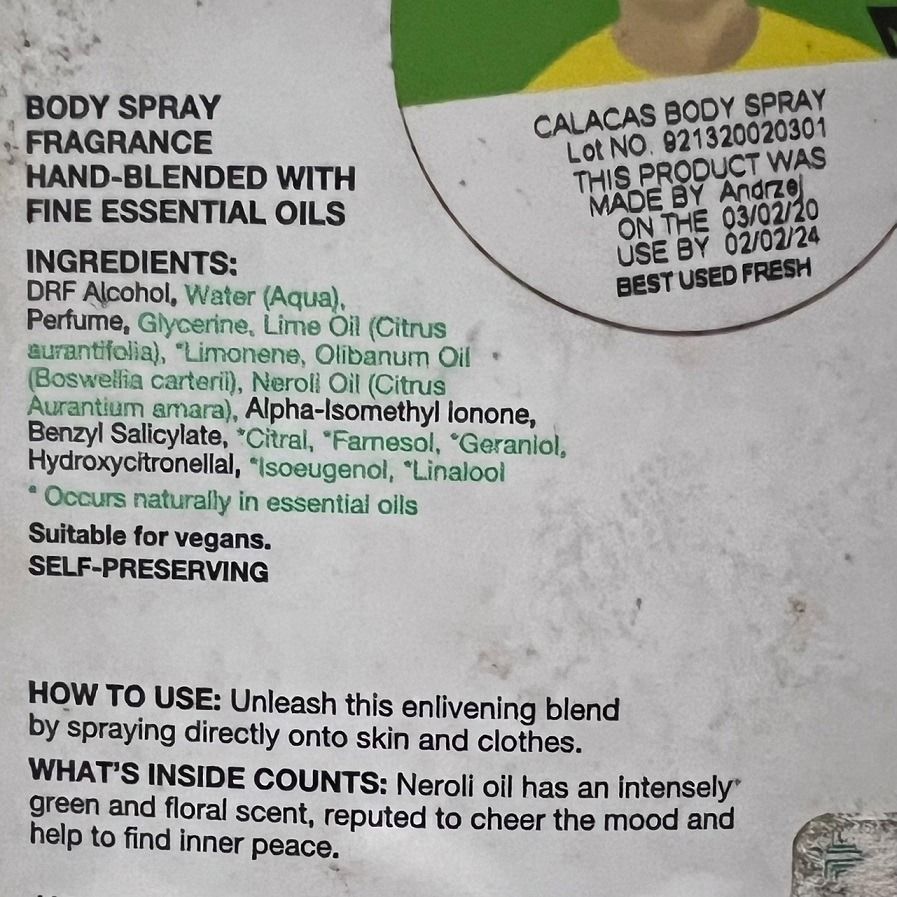 BODY SPRAY
FRAGRANCE
HAND-BLENDED WITH
FINE ESSENTIAL OILS
INGREDIENTS:
DRF Alcohol, Water (Aqua),
Perfume, Glycerine, Lime Oil (Citrus
aurantifolia), *Limonene, Olibanum Oil
(Boswellia carterii), Neroli Oil (Citrus
Aurantium amara), Alpha-Isomethyl Ionone,
Benzyl Salicylate, *Citral, *Farnesol, *Geraniol,
Hydroxycitronellal, *Isoeugenol, *Linalool
* Occurs naturally in essential oils
Suitable for vegans.
SELF-PRESERVING
HOW TO USE: Unleash this enlivening blend
by spraying directly onto skin and clothes.
WHAT'S INSIDE COUNTS: Neroli oil has an intensely
green and floral scent, reputed to cheer the mood and
help to find inner peace.
CALACAS BODY SPRAY
Lot NO. 921320020301
THIS PRODUCT WAS
MADE BY Andrzej
ON THE 03/02/20
USE BY 02/02/24
BEST USED FRESH